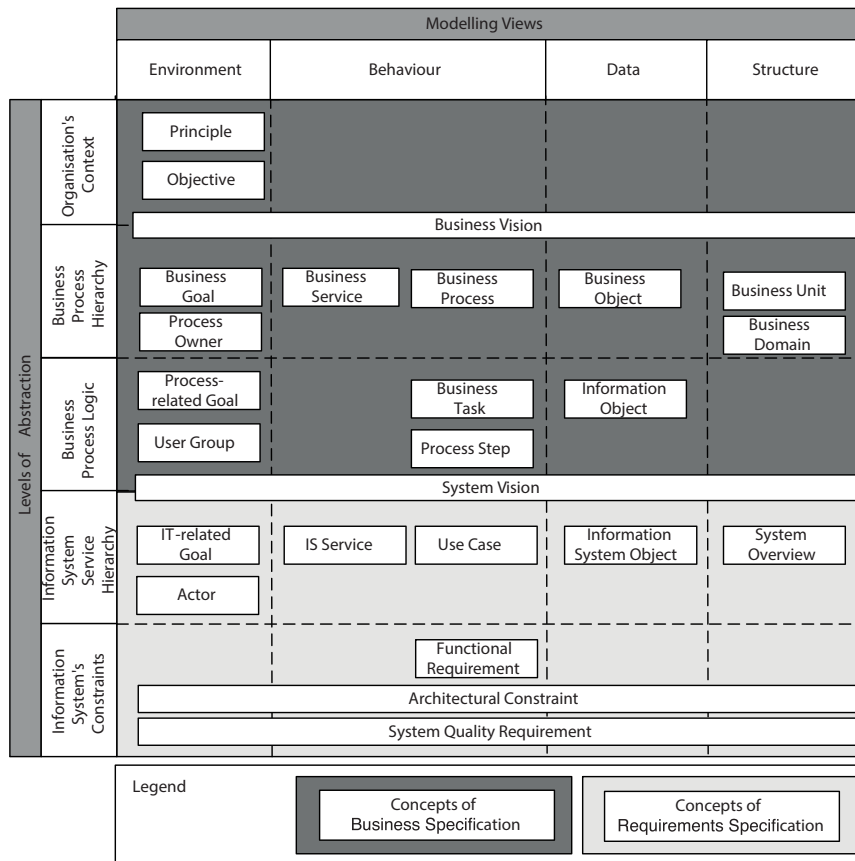 Modelling Views
Environment
Behaviour
Data
Structure
Levels of Abstraction
Organisation's
Context
Principle
Objective
Business Vision
Business
Process
Hierarchy
Business
Goal
Business
Service
Business
Process
Business
Object
Business Unit
Process
Owner
Business
Domain
Business
Process Logic
Process-
related Goal
Business
Task
Information
Object
User Group
Process Step
System Vision
Information
System
Service
Hierarchy
IT-related
Goal
IS Service
Use Case
Information
System Object
System
Overview
Actor
Information
System's
Constraints
Functional
Requirement
Architectural Constraint
System Quality Requirement
Legend
Concepts of
Business Specification
Concepts of
Requirements Specification